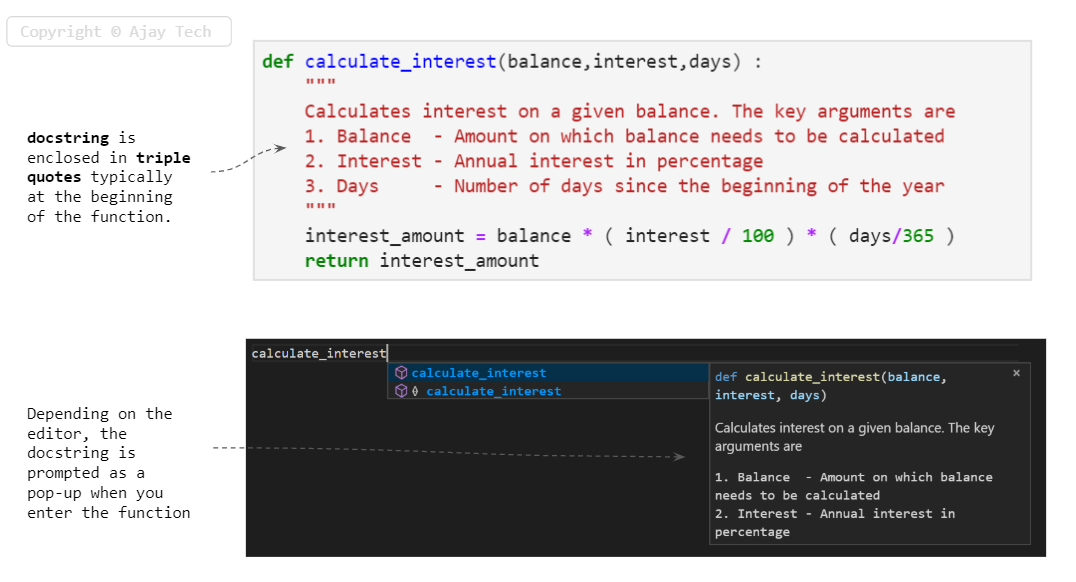 Copyright © Ajay Tech
def calculate_interest(balance,interest,days) :
"""
Calculates interest on a given balance. The key arguments are
1. Balance  - Amount on which balance needs to be calculated
2. Interest - Annual interest in percentage
3. Days     - Number of days since the beginning of the year
"""
interest_amount = balance * ( interest / 100 ) * ( days/365 )
return interest_amount
docstring is
enclosed in triple
quotes typically
at the beginning
of the function.
calculate_interest
calculate_interest
calculate_interest
def calculate_interest(balance,
interest, days)
×
Calculates interest on a given balance. The key
arguments are
1. Balance  - Amount on which balance
needs to be calculated
2. Interest - Annual interest in
percentage
Depending on the
editor, the
docstring is
prompted as a
pop-up when you
enter the function